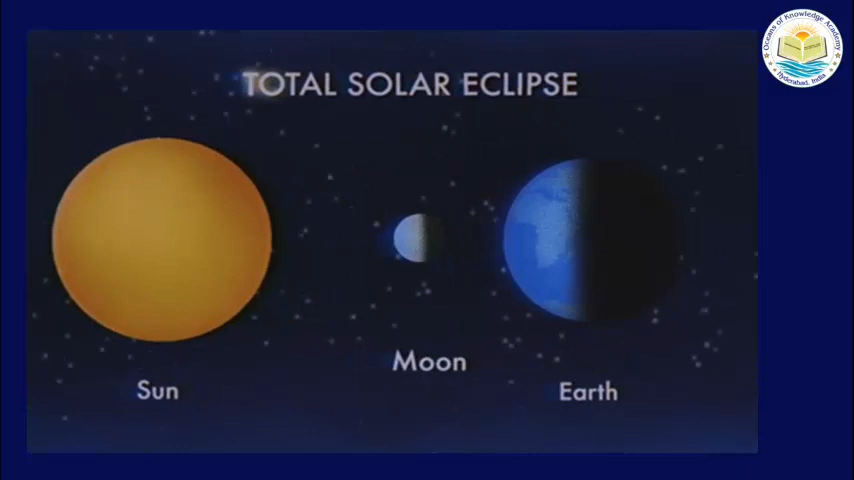 TOTAL SOLAR ECLIPSE
Sun
Moon
Earth
Oceans of Knowledge Academy
Hyderabad, India